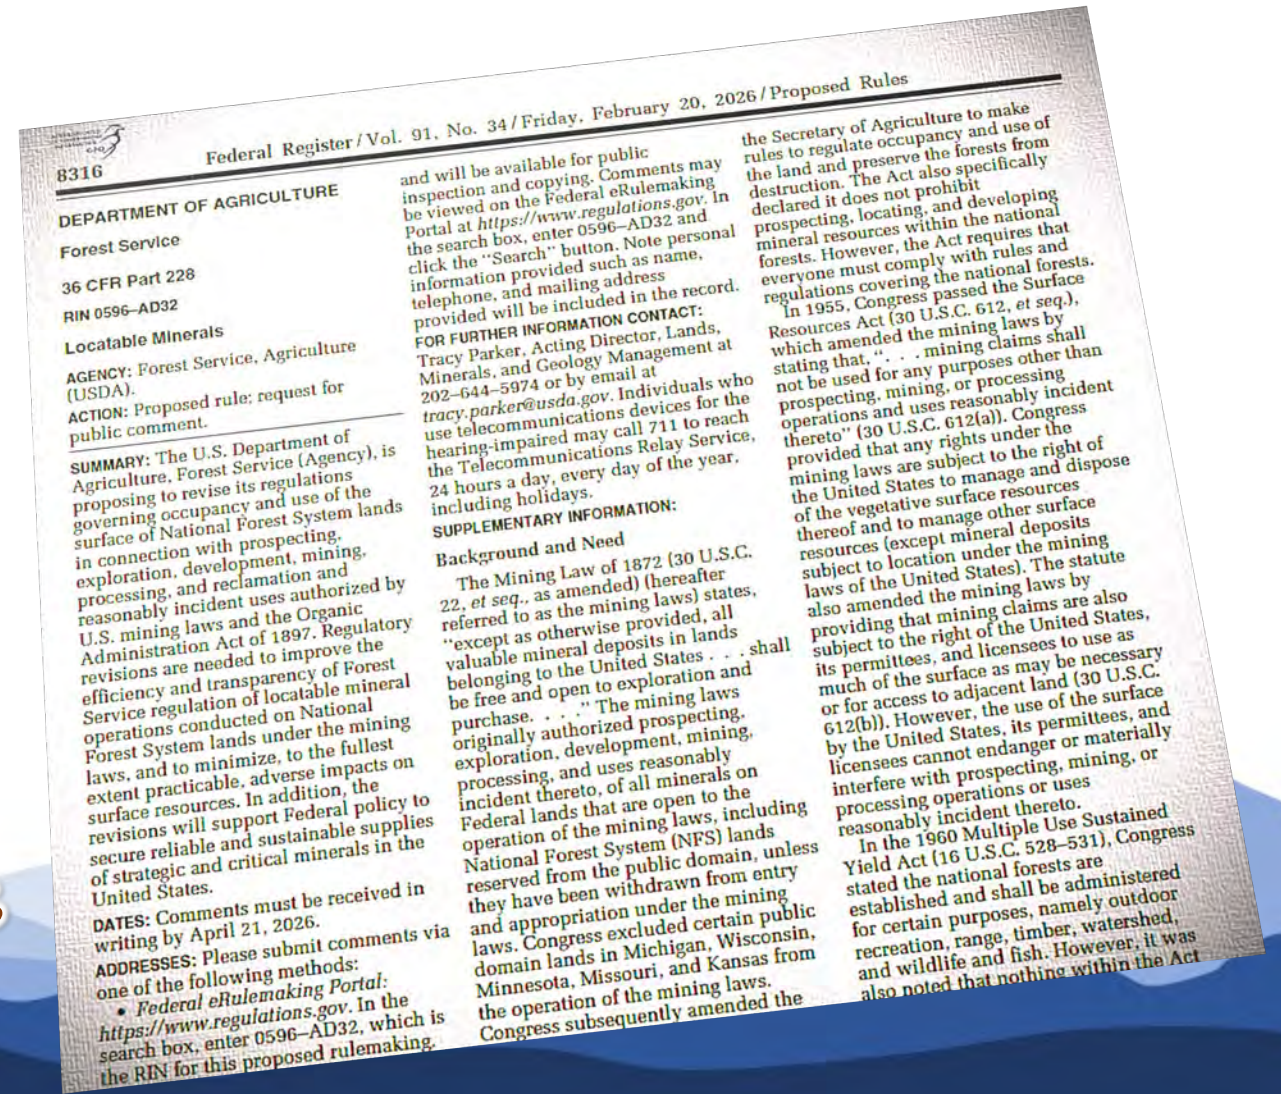 Federal Register / Vol. 91, No. 34 / Friday, February 20, 2026 / Proposed Rules
8316
DEPARTMENT OF AGRICULTURE
Forest Service
36 CFR Part 228
RIN 0596–AD32
Locatable Minerals
AGENCY: Forest Service, Agriculture
(USDA).
ACTION: Proposed rule; request for
public comment.
SUMMARY: The U.S. Department of
Agriculture, Forest Service (Agency), is
proposing to revise its regulations
governing occupancy and use of the
surface of National Forest System lands
in connection with prospecting,
exploration, development, mining,
processing, and reclamation and
reasonably incident uses authorized by
U.S. mining laws and the Organic
Administration Act of 1897. Regulatory
revisions are needed to improve the
efficiency and transparency of Forest
Service regulation of locatable mineral
operations conducted on National
Forest System lands under the mining
laws, and to minimize, to the fullest
extent practicable, adverse impacts on
surface resources. In addition, the
revisions will support Federal policy to
secure reliable and sustainable supplies
of strategic and critical minerals in the
United States.
DATES: Comments must be received in
writing by April 21, 2026.
ADDRESSES: Please submit comments via
one of the following methods:
• Federal eRulemaking Portal:
https://www.regulations.gov. In the
search box, enter 0596–AD32, which is
the RIN for this proposed rulemaking.
and will be available for public
inspection and copying. Comments may
be viewed on the Federal eRulemaking
Portal at https://www.regulations.gov. In
the search box, enter 0596–AD32 and
click the "Search" button. Note personal
information provided such as name,
telephone, and mailing address
provided will be included in the record.
FOR FURTHER INFORMATION CONTACT:
Tracy Parker, Acting Director, Lands,
Minerals, and Geology Management at
202–644–5974 or by email at
tracy.parker@usda.gov. Individuals who
use telecommunications devices for the
hearing-impaired may call 711 to reach
the Telecommunications Relay Service,
24 hours a day, every day of the year,
including holidays.
SUPPLEMENTARY INFORMATION:
Background and Need
The Mining Law of 1872 (30 U.S.C.
22, et seq., as amended) (hereafter
referred to as the mining laws) states,
"except as otherwise provided, all
valuable mineral deposits in lands
belonging to the United States . . . shall
be free and open to exploration and
purchase. . . ." The mining laws
originally authorized prospecting,
exploration, development, mining,
processing, and uses reasonably
incident thereto, of all minerals on
Federal lands that are open to the
operation of the mining laws, including
National Forest System (NFS) lands
reserved from the public domain, unless
they have been withdrawn from entry
and appropriation under the mining
laws. Congress excluded certain public
domain lands in Michigan, Wisconsin,
Minnesota, Missouri, and Kansas from
the operation of the mining laws.
Congress subsequently amended the
the Secretary of Agriculture to make
rules to regulate occupancy and use of
the land and preserve the forests from
destruction. The Act also specifically
declared it does not prohibit
prospecting, locating, and developing
mineral resources within the national
forests. However, the Act requires that
everyone must comply with rules and
regulations covering the national forests.
In 1955, Congress passed the Surface
Resources Act (30 U.S.C. 612, et seq.),
which amended the mining laws by
stating that, ". . . mining claims shall
not be used for any purposes other than
prospecting, mining, or processing
operations and uses reasonably incident
thereto" (30 U.S.C. 612(a)). Congress
provided that any rights under the
mining laws are subject to the right of
the United States to manage and dispose
of the vegetative surface resources
thereof and to manage other surface
resources (except mineral deposits
subject to location under the mining
laws of the United States). The statute
also amended the mining laws by
providing that mining claims are also
subject to the right of the United States,
its permittees, and licensees to use as
much of the surface as may be necessary
or for access to adjacent land (30 U.S.C.
612(b)). However, the use of the surface
by the United States, its permittees, and
licensees cannot endanger or materially
interfere with prospecting, mining, or
processing operations or uses
reasonably incident thereto.
In the 1960 Multiple Use Sustained
Yield Act (16 U.S.C. 528–531), Congress
stated the national forests are
established and shall be administered
for certain purposes, namely outdoor
recreation, range, timber, watershed,
and wildlife and fish. However, it was
also noted that nothing within the Act